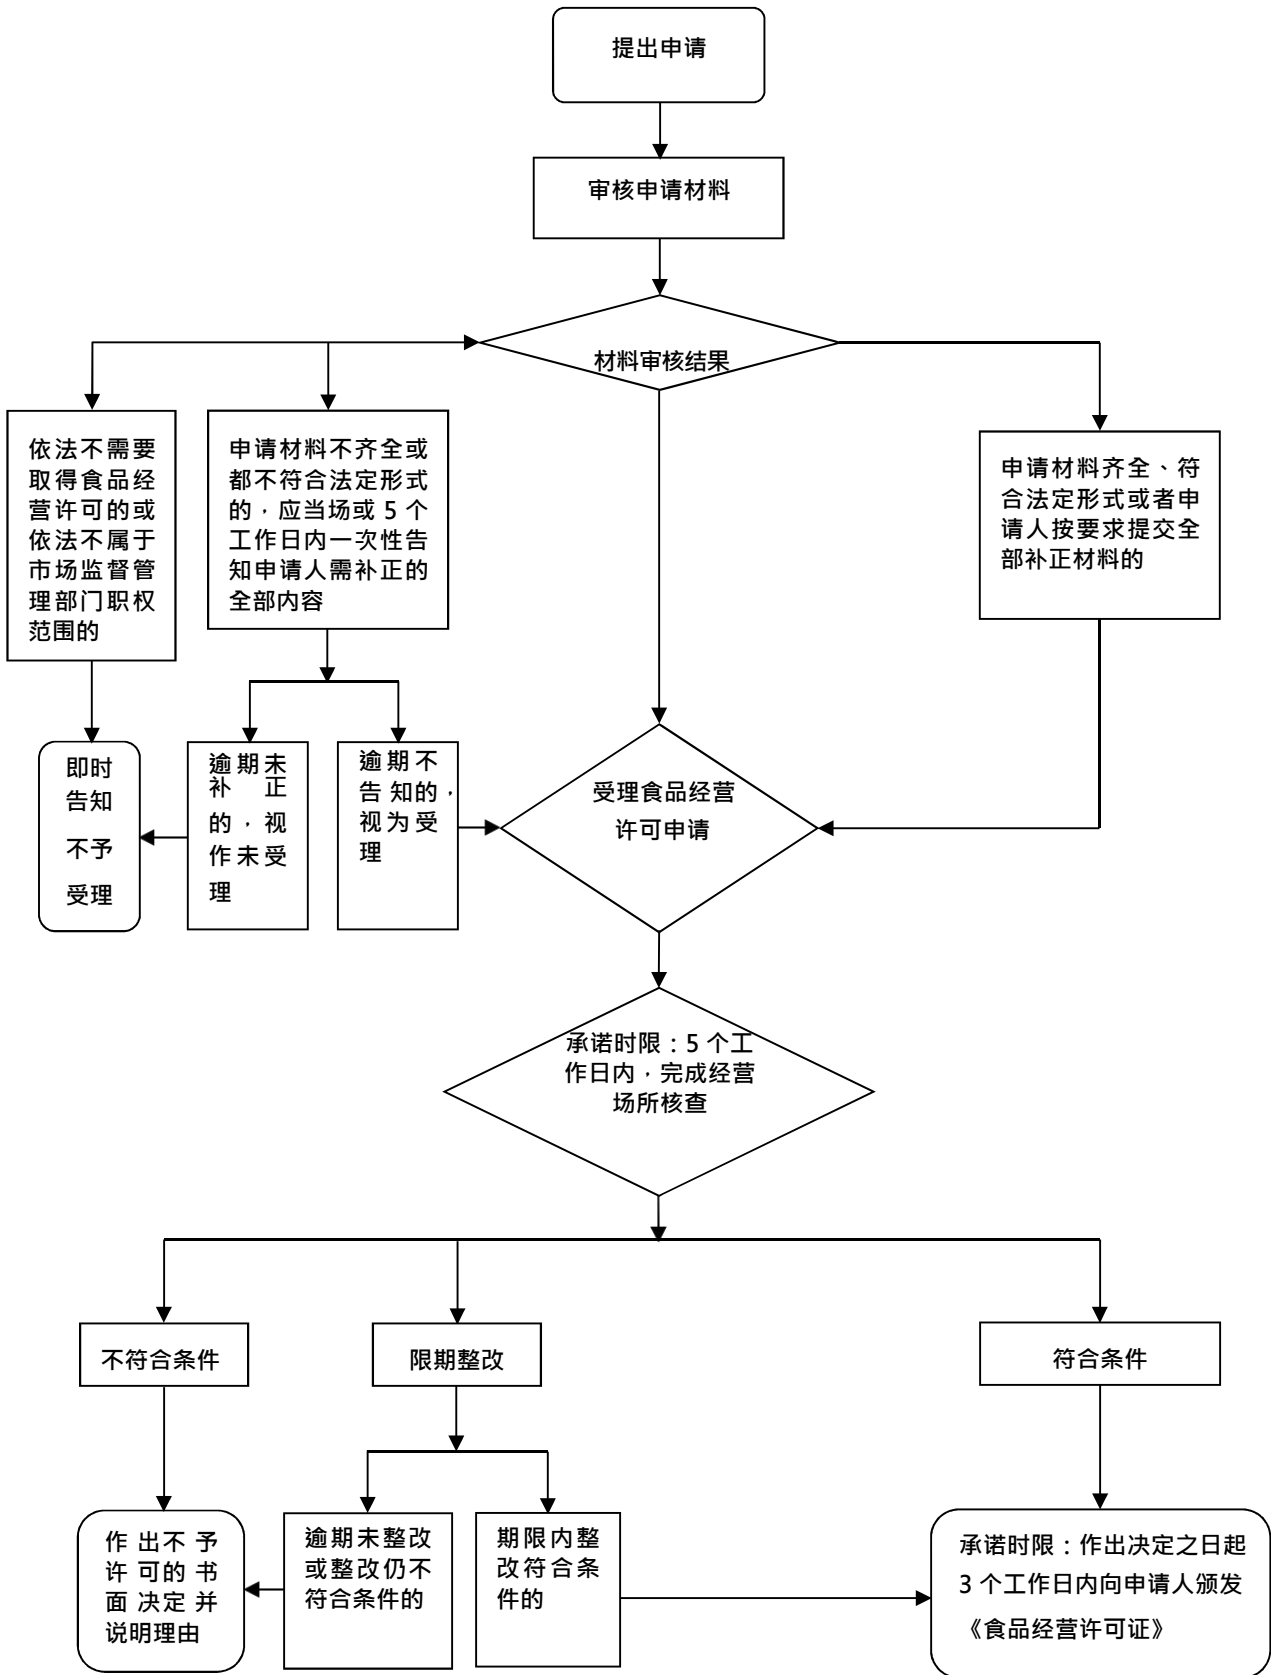 提出申请
审核申请材料
材料审核结果
依法不需要
取得食品经
营许可的或
依法不属于
市场监督管
理部门职权
范围的
申请材料不齐全或
都不符合法定形式
的，应当场或 5 个
工作日内一次性告
知申请人需补正的
全部内容
申请材料齐全、符
合法定形式或者申
请人按要求提交全
部补正材料的
即时
告知
不予
受理
逾期未
补正
的，视
作未受
理
逾期不
告知的，
视为受
理
受理食品经营
许可申请
承诺时限：5 个工
作日内，完成经营
场所核查
不符合条件
限期整改
符合条件
作出不予
许可的书
面决定并
说明理由
逾期未整改
或整改仍不
符合条件的
期限内整
改符合条
件的
承诺时限：作出决定之日起
3 个工作日内向申请人颁发
《食品经营许可证》